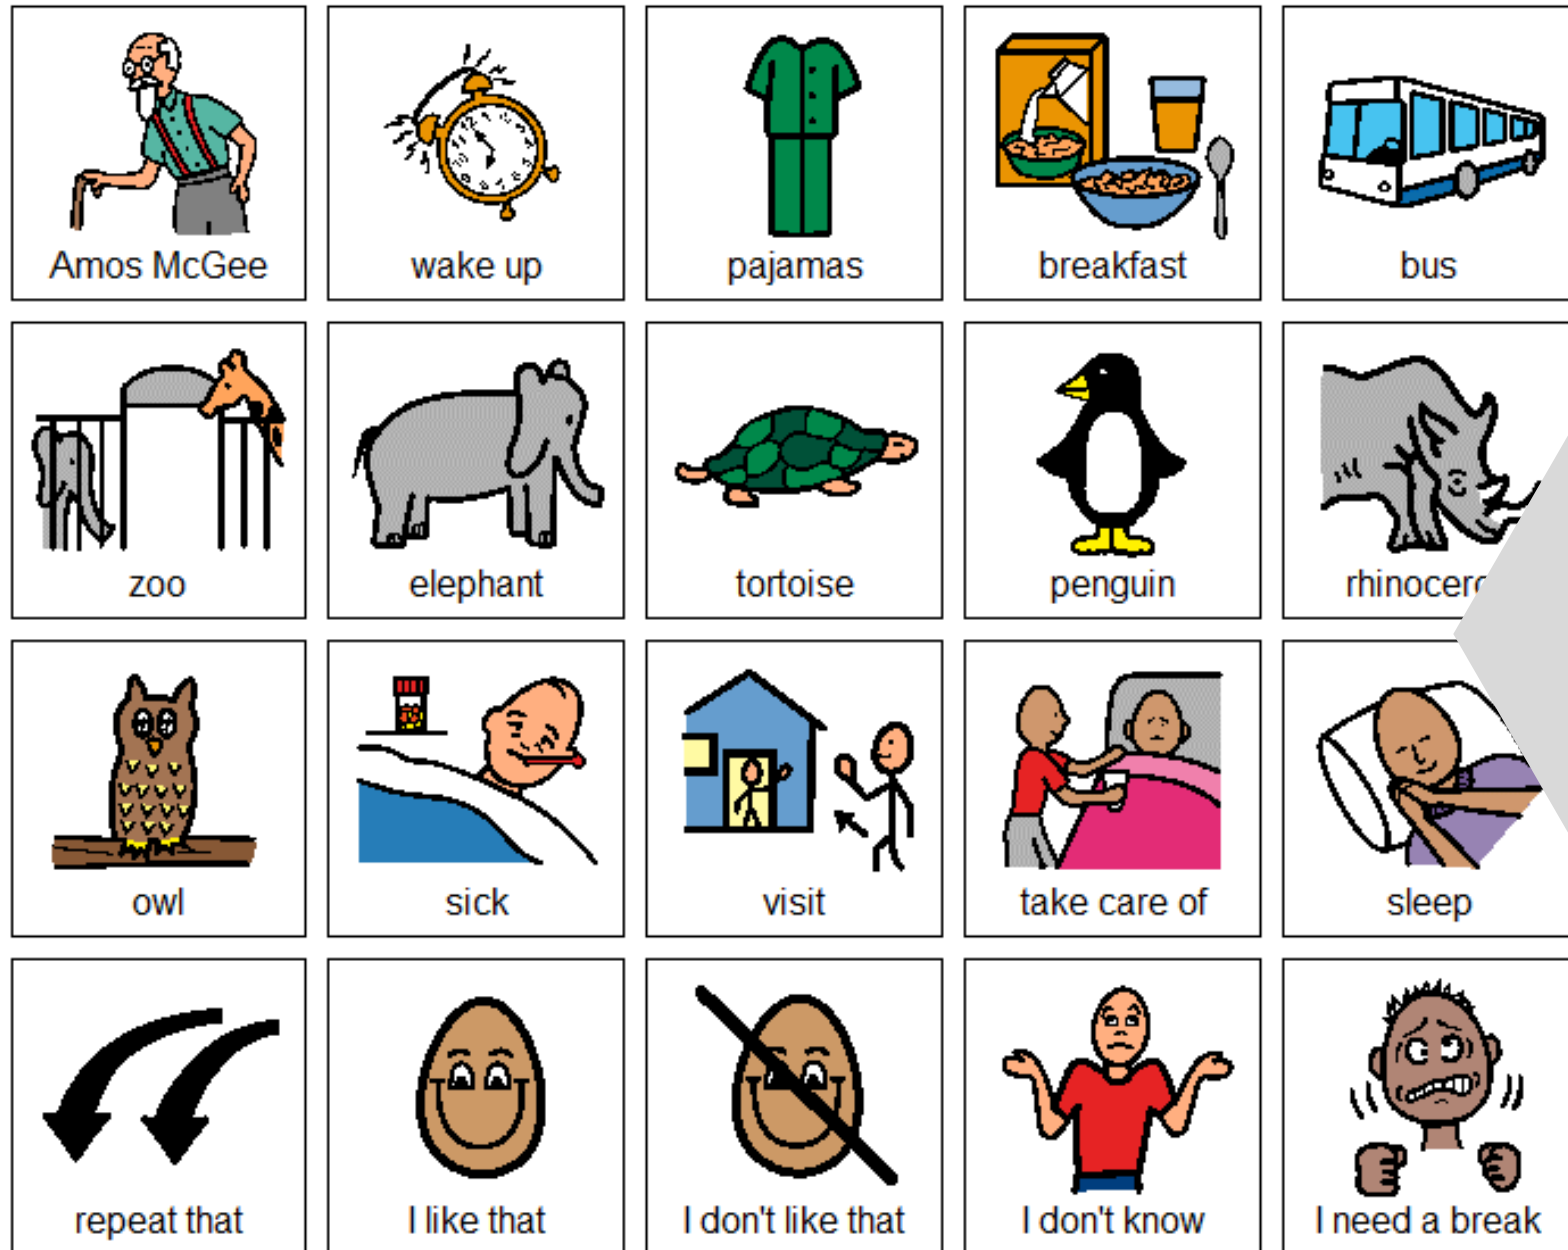 Amos McGee
wake up
pajamas
breakfast
bus
zoo
elephant
tortoise
penguin
owl
sick
visit
take care of
sleep
repeat that
I like that
I don't like that
I don't know
I need a break